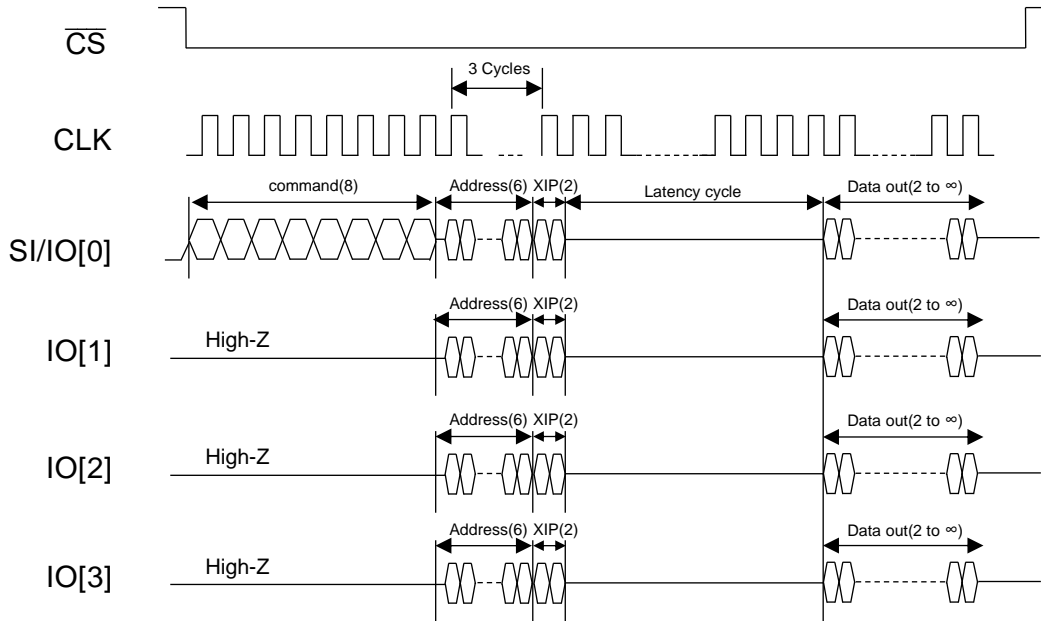 CS
3 Cycles
CLK
command(8) Address(6) XIP(2) Latency cycle Data out(2 to ∞)
SI/IO[0]
Address(6) XIP(2) Data out(2 to ∞)
IO[1] High-Z
Address(6) XIP(2) Data out(2 to ∞)
IO[2] High-Z
Address(6) XIP(2) Data out(2 to ∞)
IO[3] High-Z